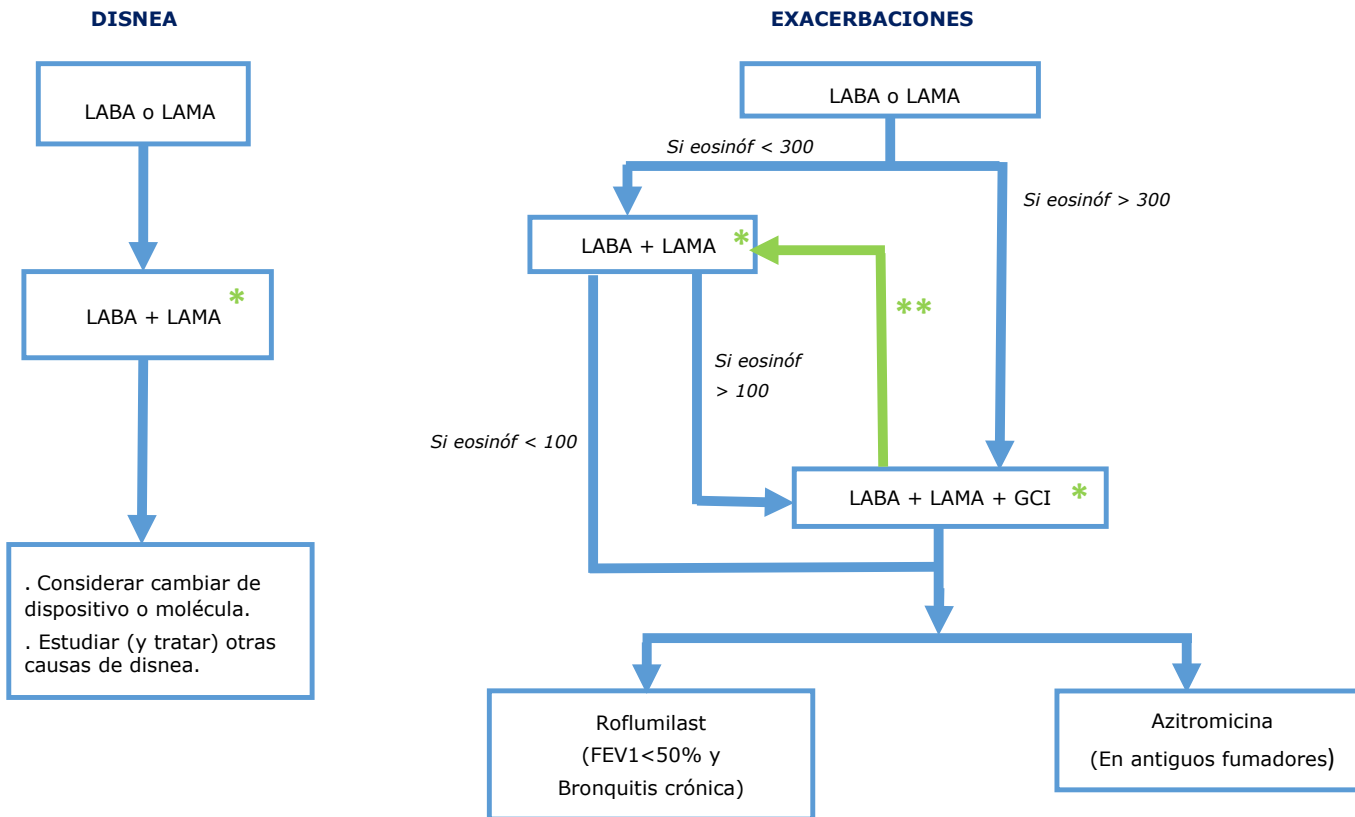 DISNEA
LABA o LAMA
LABA + LAMA *
. Considerar cambiar de
dispositivo o molécula.
. Estudiar (y tratar) otras
causas de disnea.
EXACERBACIONES
LABA o LAMA
Si eosinóf < 300
Si eosinóf > 300
LABA + LAMA *
**
Si eosinóf
> 100
Si eosinóf < 100
LABA + LAMA + GCI *
Roflumilast
(FEV1<50% y
Bronquitis crónica)
Azitromicina
(En antiguos fumadores)